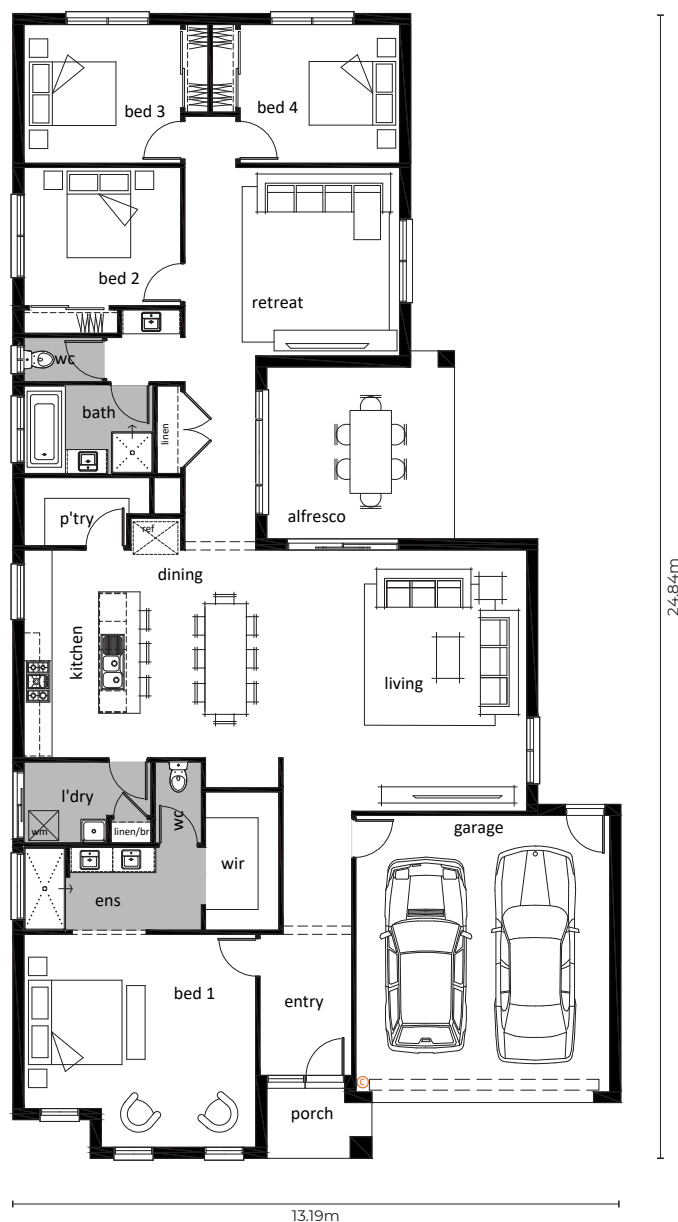 bed 3
bed 4
bed 2
retreat
wc
bath
linen
p'try
ref
alfresco
dining
kitchen
living
24.84m
l'dry
wm
linen/br
wc
wir
garage
ens
bed 1
entry
©
porch
13.19m